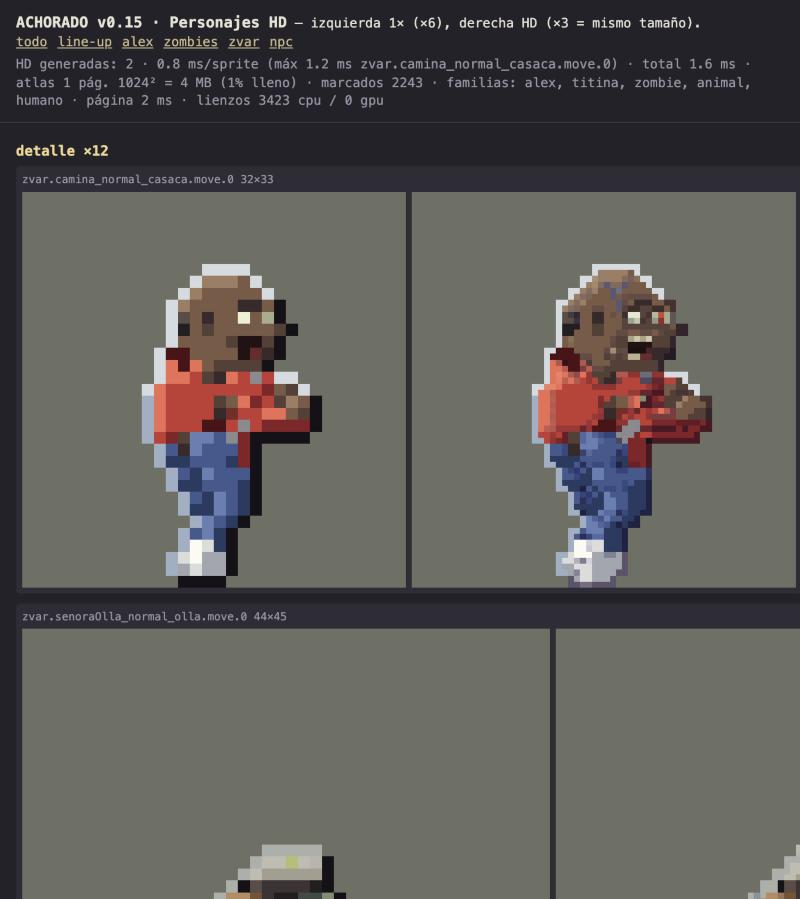 ACHORADO v0.15 · Personajes HD — izquierda 1× (×6), derecha HD (×3 = mismo tamaño).
todo line-up alex zombies zvar npc
HD generadas: 2 · 0.8 ms/sprite (máx 1.2 ms zvar.camina_normal_casaca.move.0) · total 1.6 ms ·
atlas 1 pág. 1024² = 4 MB (1% lleno) · marcados 2243 · familias: alex, titina, zombie, animal,
humano · página 2 ms · lienzos 3423 cpu / 0 gpu
detalle ×12
zvar.camina_normal_casaca.move.0 32×33
zvar.senoraOlla_normal_olla.move.0 44×45